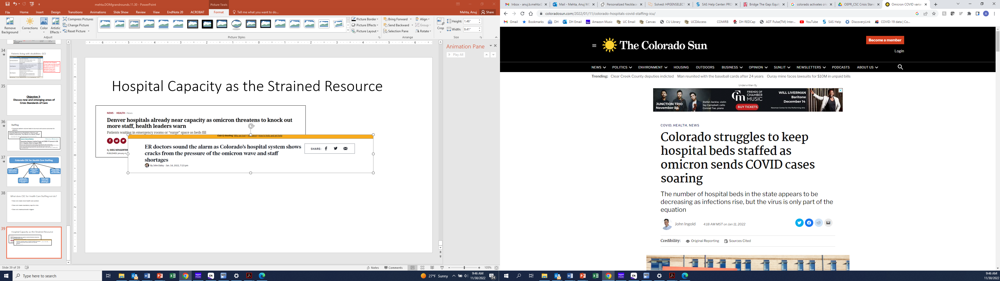 mehta.DOMgrandrounds.11.30 - PowerPoint
Picture Tools
File Home Insert Design Transitions Animations Slide Show Review View EndNote 20 ACROBAT Format Tell me what you want to do...
Mehta, Anuj Share
Remove Background
Corrections
Color
Artistic Effects
Compress Pictures
Change Picture
Reset Picture
Adjust
Picture Styles
Picture Border
Picture Effects
Picture Layout
Bring Forward
Send Backward
Selection Pane
Align
Group
Rotate
Arrange
Crop
Height: 1.46"
Width: 9.41"
Size
34
Patients living with disabilities: GCS
35
Objective 3:
Discuss new and emerging areas of
Crisis Standards of Care
36
Staffing
37
Colorado CSC for Health Care Staffing
38
What does CSC for Health Care Staffing not do?
• Does not create more health care workers
• Does not create mandatory caps for crisis
39
Hospital Capacity as the Strained Resource
Hospital Capacity as the Strained Resource
NEWS HEALTH • News
Denver hospitals already near capacity as omicron threatens to knock out
more staff, health leaders warn
Patients waiting in emergency rooms or “surge” space as beds fill
By MEG WINGERTER
PUBLISHED: January 4,
Club Q shooting: Who we lost | The latest | How to help and get help
ER doctors sound the alarm as Colorado’s hospital system shows
cracks from the pressure of the omicron wave and staff
shortages
By John Daley · Jan. 14, 2022, 7:23 pm
SHARE:
Animation Pane
Play All
Slide 39 of 39
Notes Comments 105%
Type here to search
27°F Sunny
9:46 AM
11/30/2022
24
Inbox - anuj.b.mehta@
Mail - Mehta, Anuj MD
Personalized Necklace
Solved: HPGENSELECT
SAS Help Center: PRO
Bridge The Gap: Equit
colorado activates cris
OEPR_CSC Crisis Stan
Omicron COVID varia
coloradosun.com/2022/01/11/colorado-hospitals-covid-staffing-icu/
Gmail Bookmarks DH DH Email Amazon Music UC Email Canvas CU Library UCDAccess COMIRB DH REDCap ADT Pulse(TM) Inter... YouTube SAS Help DiscoveryLink COVID-19 data | Co...
The Colorado Sun
Become a member
Login
NEWS POLITICS ENVIRONMENT HOUSING OUTDOORS BUSINESS OPINION SUNLIT NEWSLETTERS PODCASTS ABOUT US
Trending: Clear Creek County deputies indicted Man reunited with the baseball cards after 24 years Ouray mine faces lawsuits for $10M in unpaid bills
Underwritten By
JUNCTION TRIO
November 30
Stefan Jackiw, violin
Jay Campbell, cello
Conrad Tao, piano
FRIENDS OF
CHAMBER
MUSIC
BUY TICKETS
WILL LIVERMAN
Baritone
December 14
Newman Center for the Performing Arts
COVID, HEALTH, NEWS
Colorado struggles to keep
hospital beds staffed as
omicron sends COVID cases
soaring
The number of hospital beds in the state appears to be
decreasing as infections rise, but the virus is only part of the
equation
John Ingold 4:18 AM MST on Jan 11, 2022
Credibility: Original Reporting Sources Cited
9:46 AM
11/30/2022